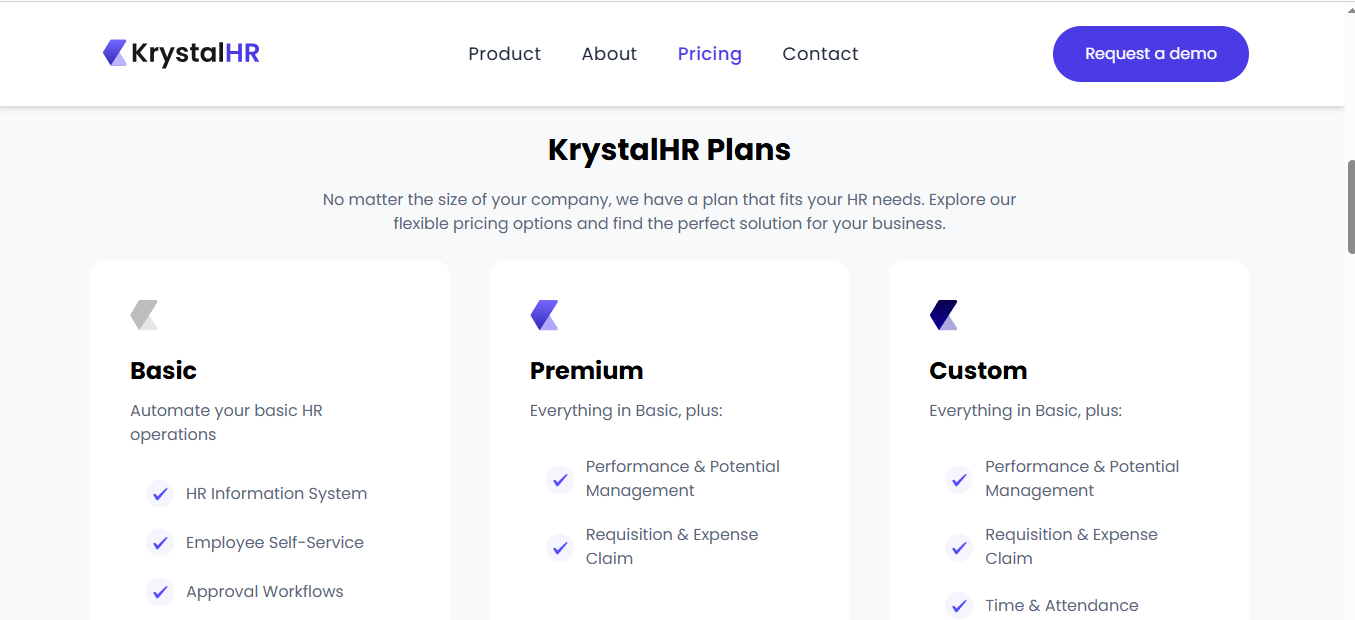 KrystalHR
Product
About
Pricing
Contact
Request a demo
KrystalHR Plans
No matter the size of your company, we have a plan that fits your HR needs. Explore our
flexible pricing options and find the perfect solution for your business.
Basic
Automate your basic HR
operations
HR Information System
Employee Self-Service
Approval Workflows
Premium
Everything in Basic, plus:
Performance & Potential
Management
Requisition & Expense
Claim
Custom
Everything in Basic, plus:
Performance & Potential
Management
Requisition & Expense
Claim
Time & Attendance